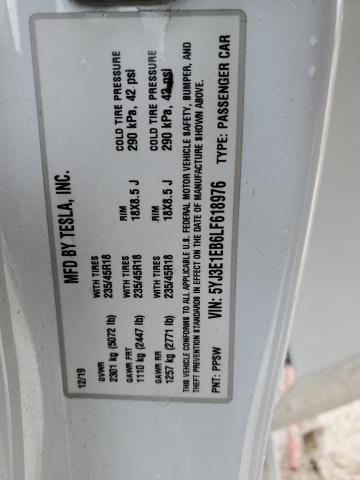 MFD BY TESLA, INC.
12/19
GVWR
2301 kg (5072 lb)
WITH TIRES
235/45R18
GAWR FRT
1110 kg (2447 lb)
WITH TIRES
235/45R18
RIM
18X8.5 J
COLD TIRE PRESSURE
290 kPa, 42 psi
GAWR RR
1257 kg (2771 lb)
WITH TIRES
235/45R18
RIM
18X8.5 J
COLD TIRE PRESSURE
290 kPa, 42 psi
THIS VEHICLE CONFORMS TO ALL APPLICABLE U.S. FEDERAL MOTOR VEHICLE SAFETY, BUMPER, AND
THEFT PREVENTION STANDARDS IN EFFECT ON THE DATE OF MANUFACTURE SHOWN ABOVE.
VIN: 5YJ3E1EB6LF618976
PNT: PPSW
TYPE: PASSENGER CAR